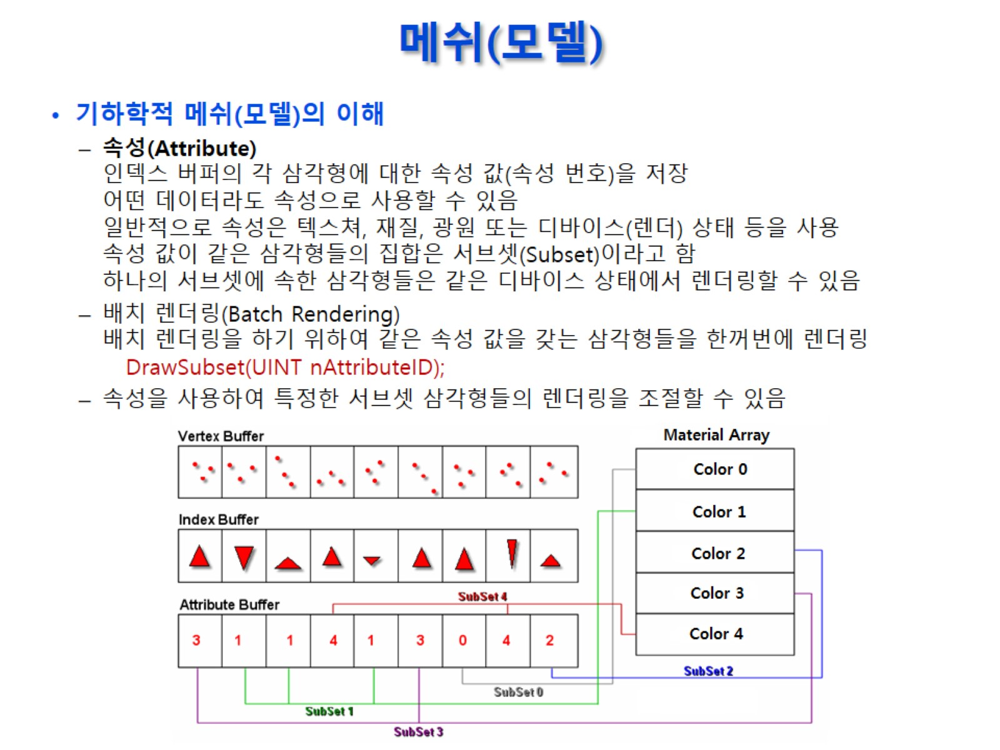 메쉬(모델)
• 기하학적 메쉬(모델)의 이해
– 속성(Attribute)
인덱스 버퍼의 각 삼각형에 대한 속성 값(속성 번호)을 저장
어떤 데이터라도 속성으로 사용할 수 있음
일반적으로 속성은 텍스쳐, 재질, 광원 또는 디바이스(렌더) 상태 등을 사용
속성 값이 같은 삼각형들의 집합은 서브셋(Subset)이라고 함
하나의 서브셋에 속한 삼각형들은 같은 디바이스 상태에서 렌더링할 수 있음
– 배치 렌더링(Batch Rendering)
배치 렌더링을 하기 위하여 같은 속성 값을 갖는 삼각형들을 한꺼번에 렌더링
DrawSubset(UINT nAttributeID);
– 속성을 사용하여 특정한 서브셋 삼각형들의 렌더링을 조절할 수 있음
Vertex Buffer
Index Buffer
SubSet 4
Attribute Buffer
3 1 1 4 1 3 0 4 2
SubSet 0
SubSet 1
SubSet 3
Material Array
Color 0
Color 1
Color 2
Color 3
Color 4
SubSet 2